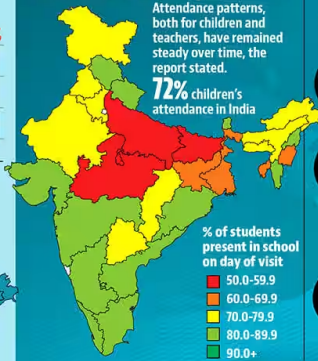 Attendance patterns,
both for children and
teachers, have remained
steady over time, the
report stated.
72% children's
attendance in India
% of students
present in school
on day of visit
50.0-59.9
60.0-69.9
70.0-79.9
80.0-89.9
90.0+